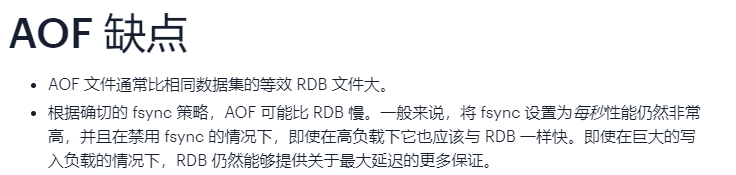 AOF 缺点
AOF 文件通常比相同数据集的等效 RDB 文件大。
根据确切的 fsync 策略，AOF 可能比 RDB 慢。一般来说，将 fsync 设置为每秒性能仍然非常
高，并且在禁用 fsync 的情况下，即使在高负载下它也应该与 RDB 一样快。即使在巨大的写
入负载的情况下，RDB 仍然能够提供关于最大延迟的更多保证。